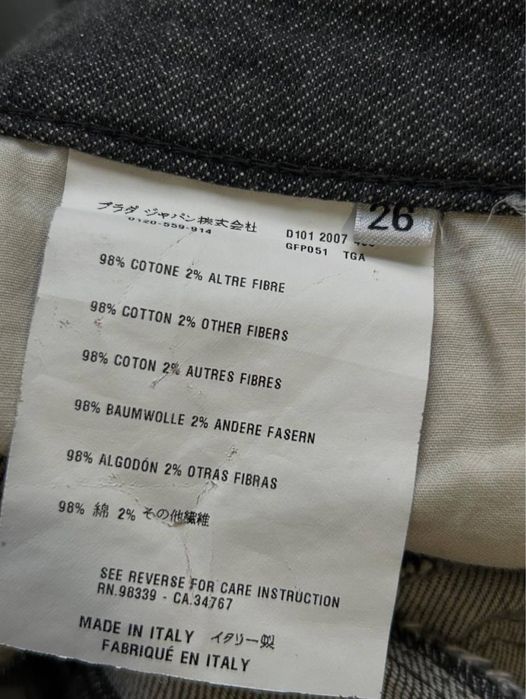 プラダ ジャパン株式会社
0120-559-914
D101 2007
26
GFP051 TGA
98% COTONE 2% ALTRE FIBRE
98% COTTON 2% OTHER FIBERS
98% COTON 2% AUTRES FIBRES
98% BAUMWOLLE 2% ANDERE FASERN
98% ALGODÓN 2% OTRAS FIBRAS
98% 綿 2% その他繊維
SEE REVERSE FOR CARE INSTRUCTION
RN.98339 - CA.34767
MADE IN ITALY イタリー製
FABRIQUÉ EN ITALY